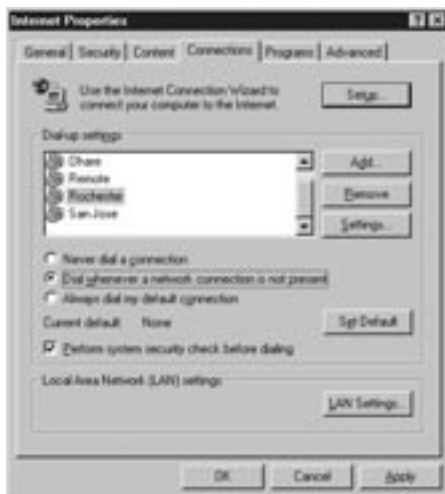 Internet Properties
General Security Content Connections Programs Advanced
Use the Internet Connection Wizard to
connect your computer to the Internet.
Setup...
Dial-up settings
Ohare
Remote
Rochester
San-Jose
Add...
Remove
Settings...
Never dial a connection
Dial whenever a network connection is not present
Always dial my default connection
Current default: None
Set Default
Perform system security check before dialing
Local Area Network (LAN) settings
LAN Settings...
OK Cancel Apply